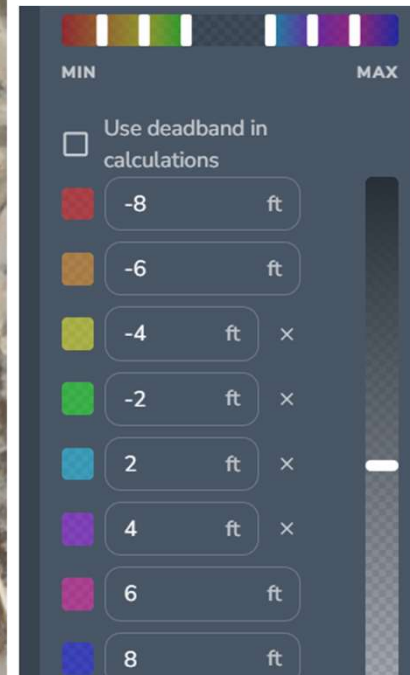 MIN MAX
Use deadband in
calculations
-8 ft
-6 ft
-4 ft ×
-2 ft ×
2 ft ×
4 ft ×
6 ft
8 ft